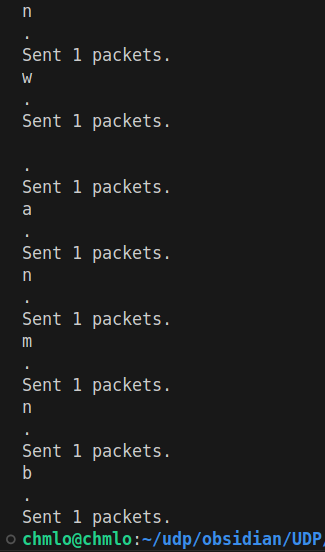 n
.
Sent 1 packets.
w
.
Sent 1 packets.

.
Sent 1 packets.
a
.
Sent 1 packets.
n
.
Sent 1 packets.
m
.
Sent 1 packets.
n
.
Sent 1 packets.
b
.
Sent 1 packets.
chmlo@chmlo:~/udp/obsidian/UDP/